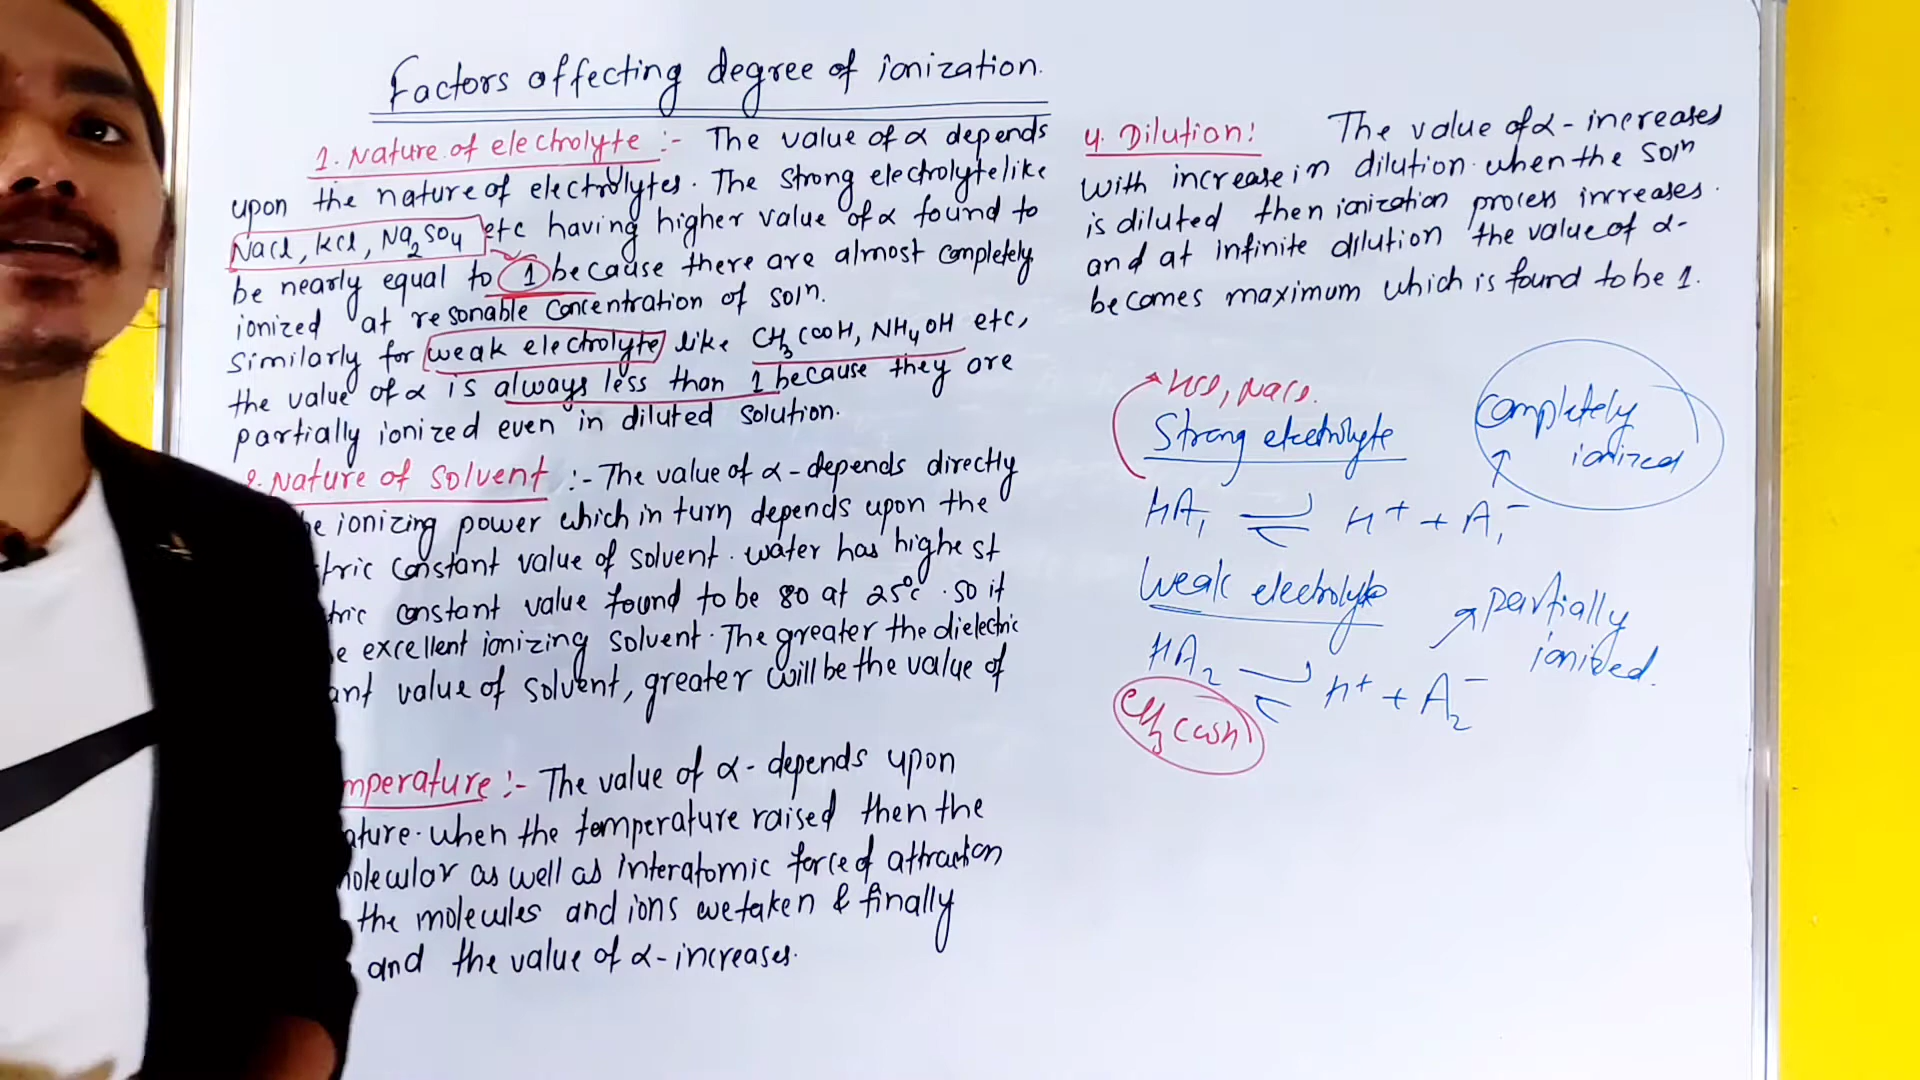 Factors affecting degree of ionization.
1. Nature of electrolyte :- The value of α depends
upon the nature of electrolytes. The strong electrolyte like
NaCl, KCl, Na2SO4 etc having higher value of α found to
be nearly equal to 1 because there are almost completely
ionized at resonable concentration of solⁿ.
Similarly for weak electrolyte like CH3COOH, NH4OH etc,
the value of α is always less than 1 because they are
partially ionized even in diluted solution.
2. Nature of solvent :- The value of α - depends directly
ionizing power which in turn depends upon the
tric constant value of solvent. water has highest
tric constant value found to be 80 at 25°c. so it
e excellent ionizing solvent. The greater the dielectric
ant value of solvent, greater will be the value of
mperature :- The value of α - depends upon
ature. when the temperature raised then the
molecular as well as interatomic force of attraction
the molecules and ions wetaken & finally
and the value of α - increases.
4. Dilution: The value of α - increases
with increase in dilution. when the solⁿ
is diluted then ionization process increases.
and at infinite dilution the value of α -
becomes maximum which is found to be 1.
HCl, NaCl.
Strong electrolyte
completely
ionized
HA1 ⇌ H⁺ + A1⁻
Weak electrolyte
partially
ionized.
HA2 ⇌ H⁺ + A2⁻
CH3COOH